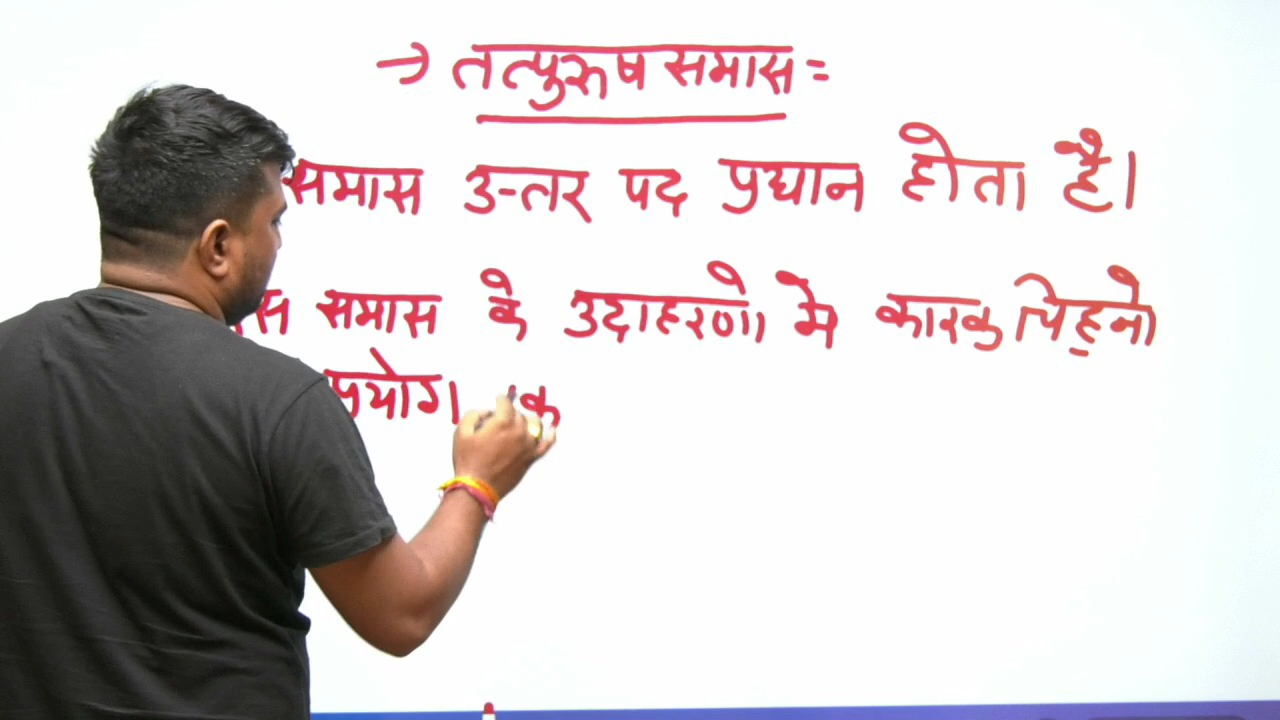 → तत्पुरुष समास =
समास उत्तर पद प्रधान होता है।
समास के उदाहरणो मे कारक चिह्नो
प्रयोग कि